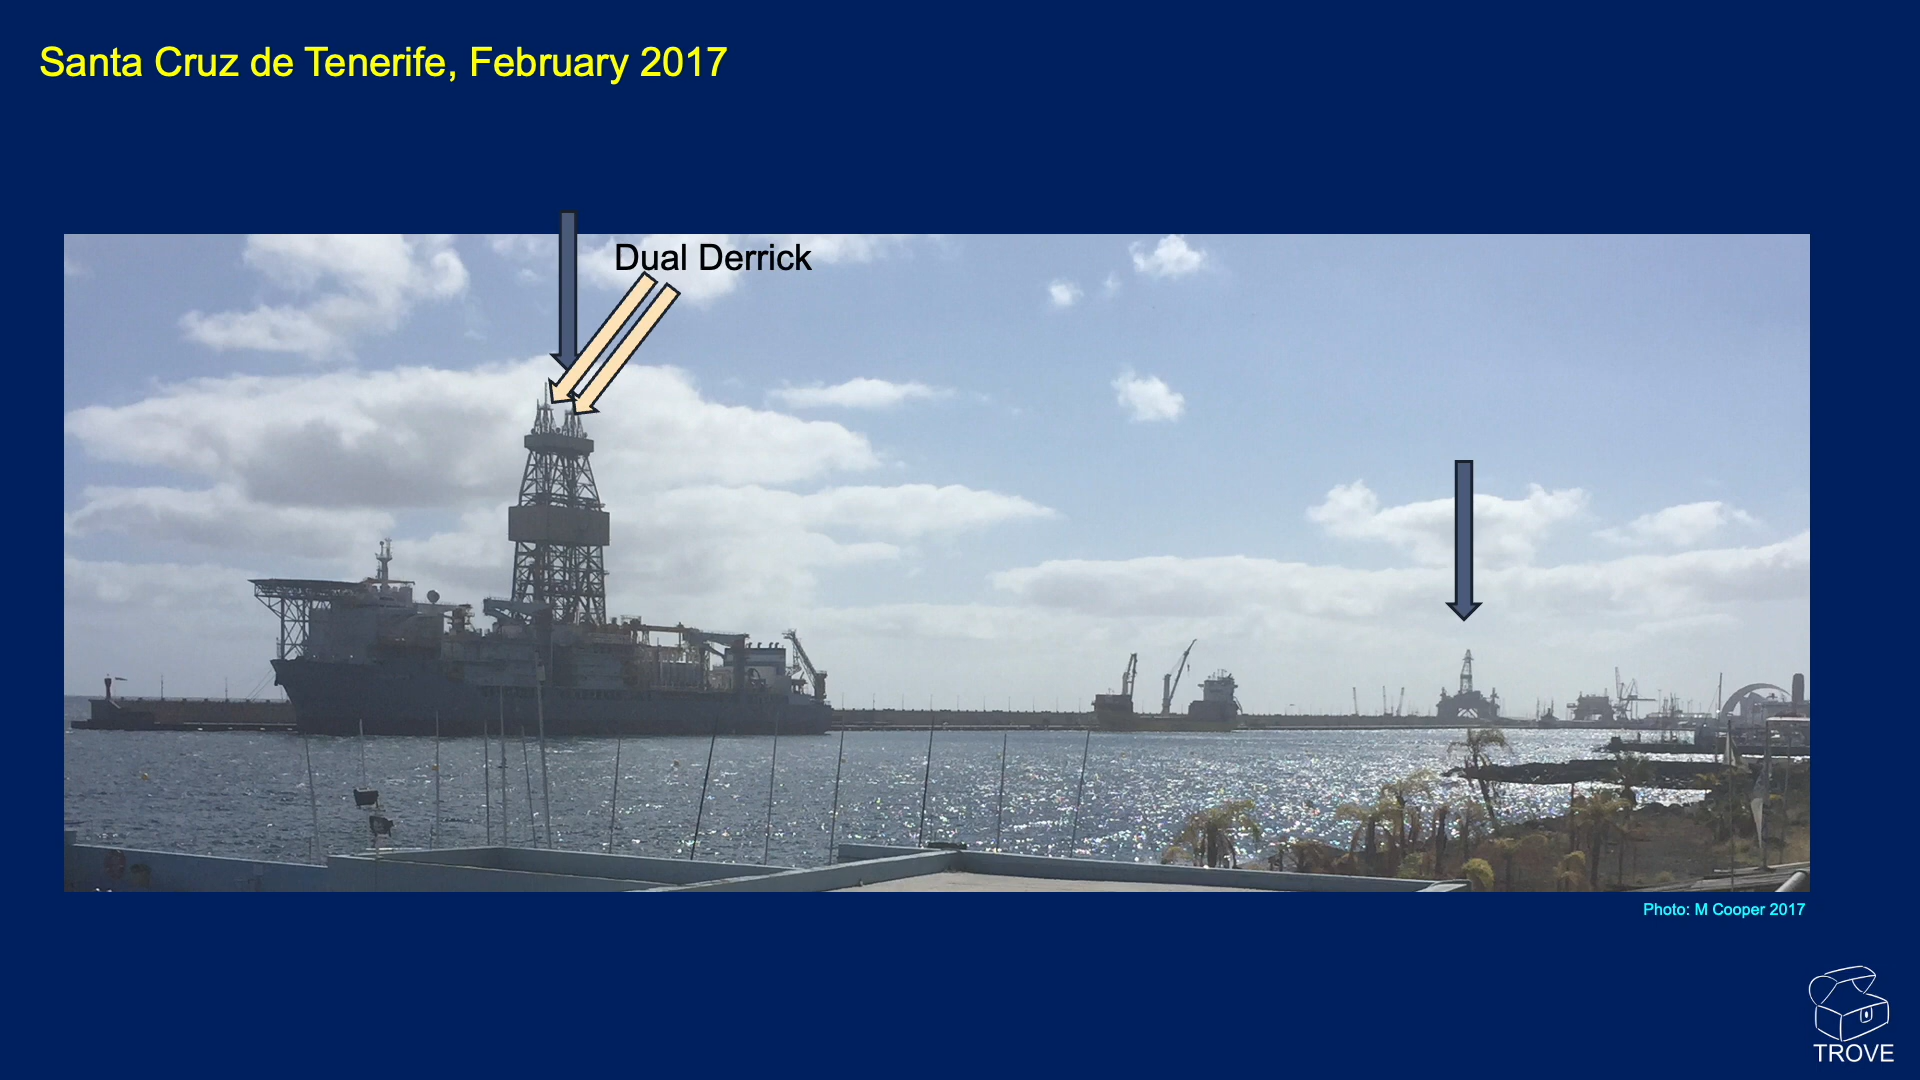 Santa Cruz de Tenerife, February 2017
Dual Derrick
Photo: M Cooper 2017
TROVE